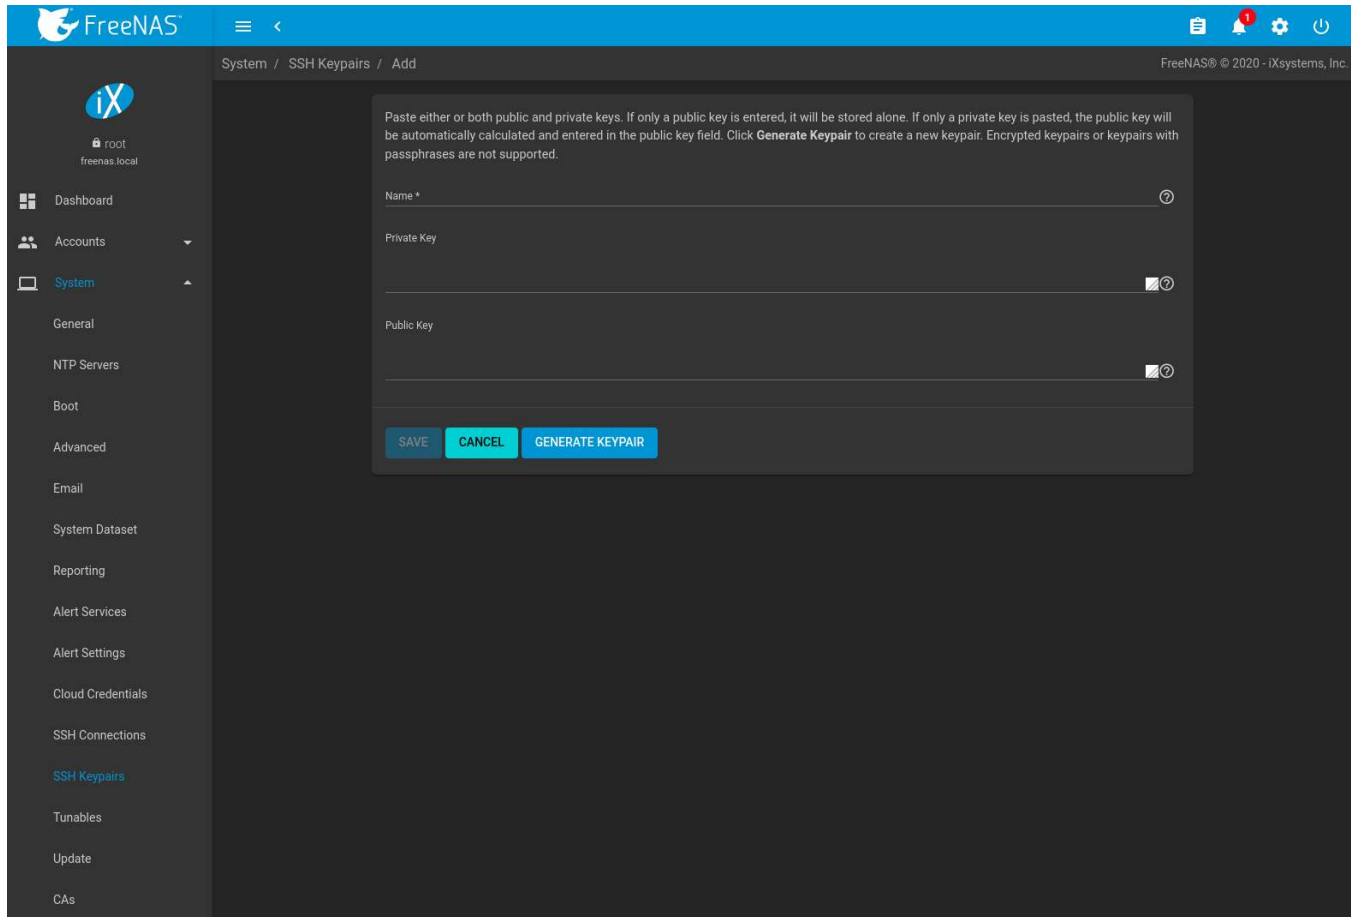 FreeNAS®
1
System / SSH Keypairs / Add
FreeNAS® © 2020 - iXsystems, Inc.
iX
root
freenas.local
Dashboard
Accounts
System
General
NTP Servers
Boot
Advanced
Email
System Dataset
Reporting
Alert Services
Alert Settings
Cloud Credentials
SSH Connections
SSH Keypairs
Tunables
Update
CAs
Paste either or both public and private keys. If only a public key is entered, it will be stored alone. If only a private key is pasted, the public key will
be automatically calculated and entered in the public key field. Click Generate Keypair to create a new keypair. Encrypted keypairs or keypairs with
passphrases are not supported.
Name *
Private Key
Public Key
SAVE CANCEL GENERATE KEYPAIR